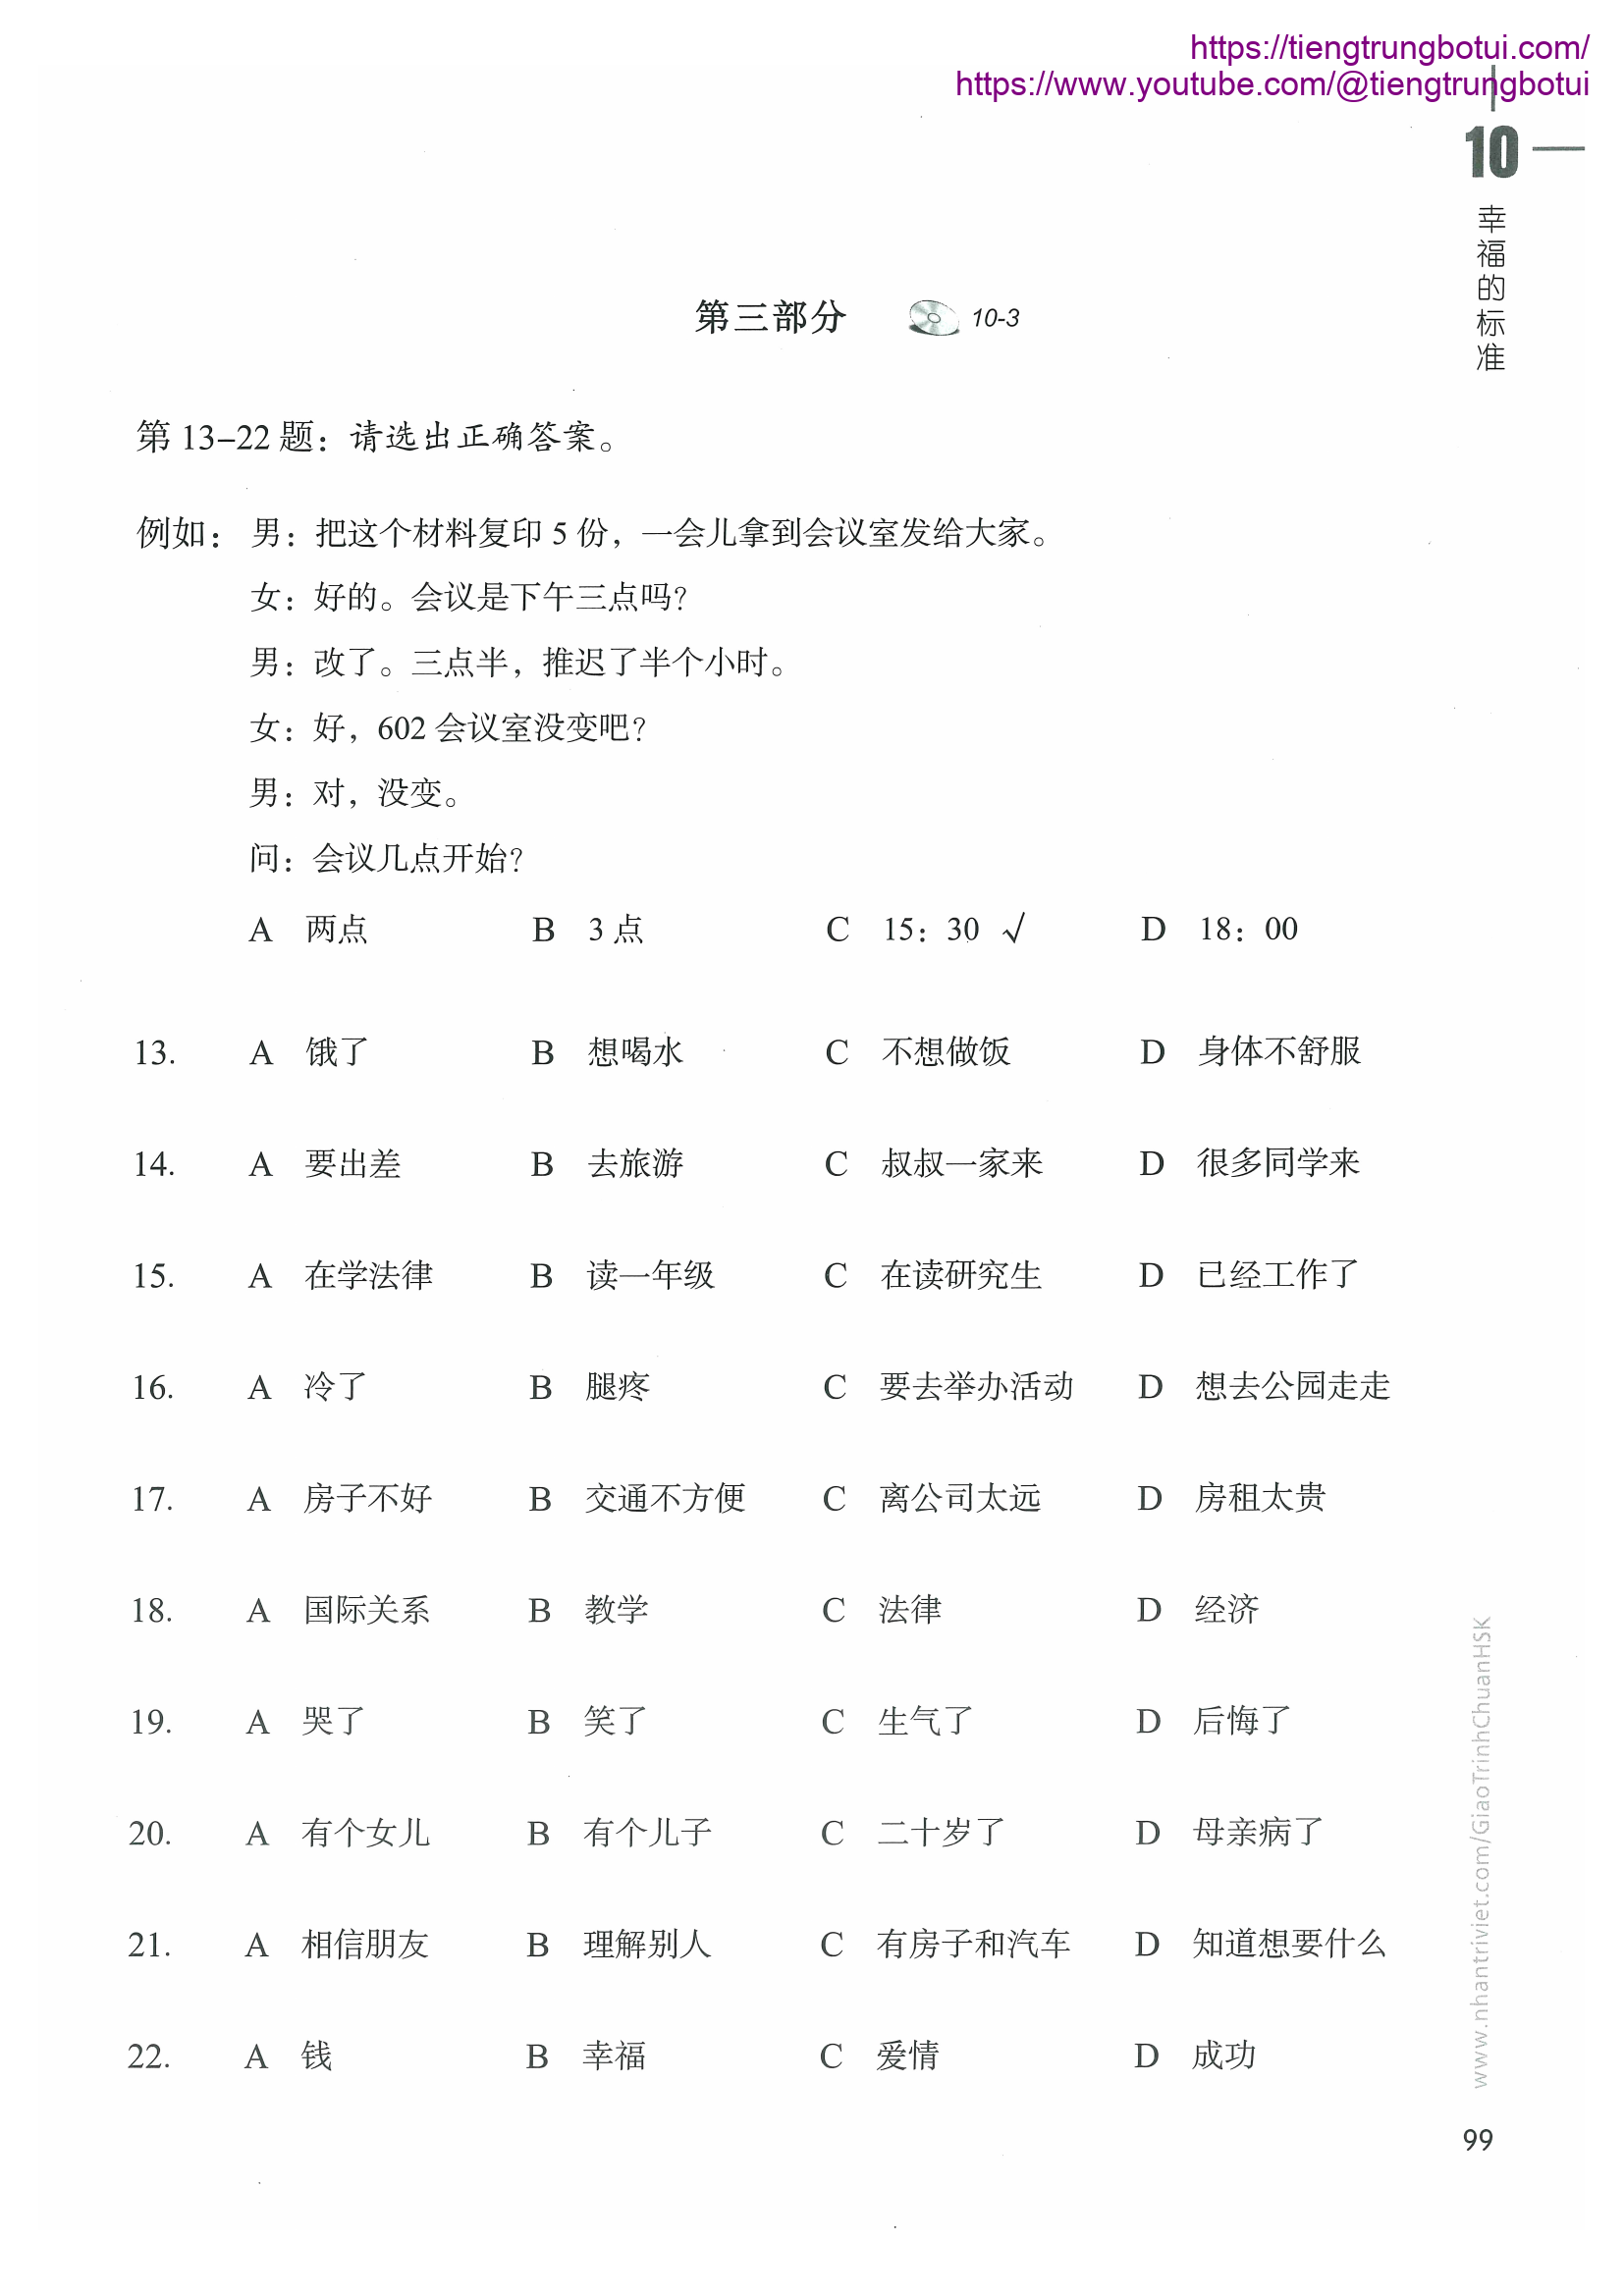 https://tiengtrungbotui.com/
https://www.youtube.com/@tiengtrungbotui
10
幸福的标准
第三部分 10-3
第 13–22 题：请选出正确答案。
例如： 男：把这个材料复印 5 份，一会儿拿到会议室发给大家。
女：好的。会议是下午三点吗？
男：改了。三点半，推迟了半个小时。
女：好，602 会议室没变吧？
男：对，没变。
问：会议几点开始？
A 两点 B 3 点 C 15：30 √ D 18：00
13. A 饿了 B 想喝水 C 不想做饭 D 身体不舒服
14. A 要出差 B 去旅游 C 叔叔一家来 D 很多同学来
15. A 在学法律 B 读一年级 C 在读研究生 D 已经工作了
16. A 冷了 B 腿疼 C 要去举办活动 D 想去公园走走
17. A 房子不好 B 交通不方便 C 离公司太远 D 房租太贵
18. A 国际关系 B 教学 C 法律 D 经济
19. A 哭了 B 笑了 C 生气了 D 后悔了
20. A 有个女儿 B 有个儿子 C 二十岁了 D 母亲病了
21. A 相信朋友 B 理解别人 C 有房子和汽车 D 知道想要什么
22. A 钱 B 幸福 C 爱情 D 成功
www.nhantriviet.com/GiaoTrinhChuanHSK
99